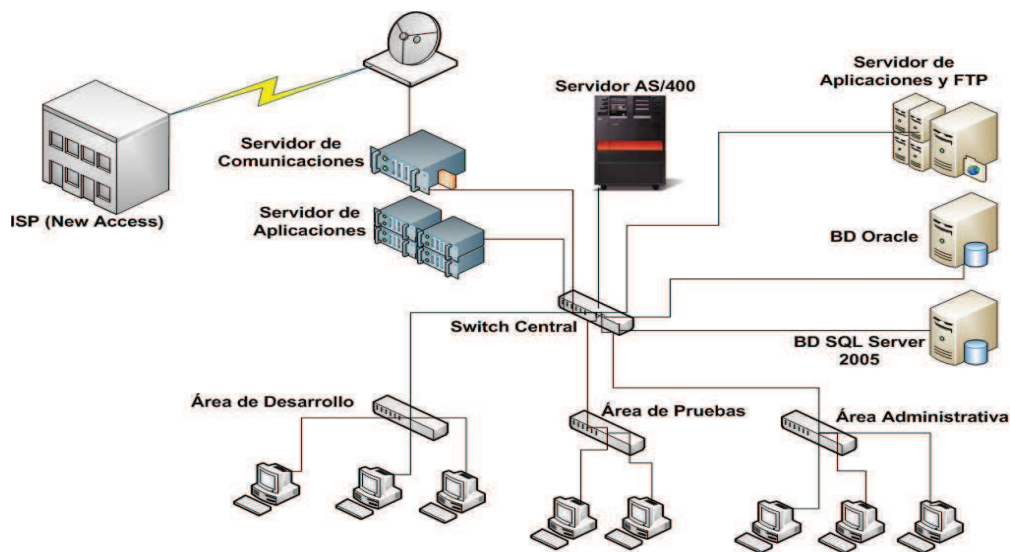 Servidor de
Aplicaciones y FTP
Servidor AS/400
Servidor de
Comunicaciones
ISP (New Access)
Servidor de
Aplicaciones
BD Oracle
Switch Central
BD SQL Server
2005
Área de Desarrollo
Área de Pruebas
Área Administrativa